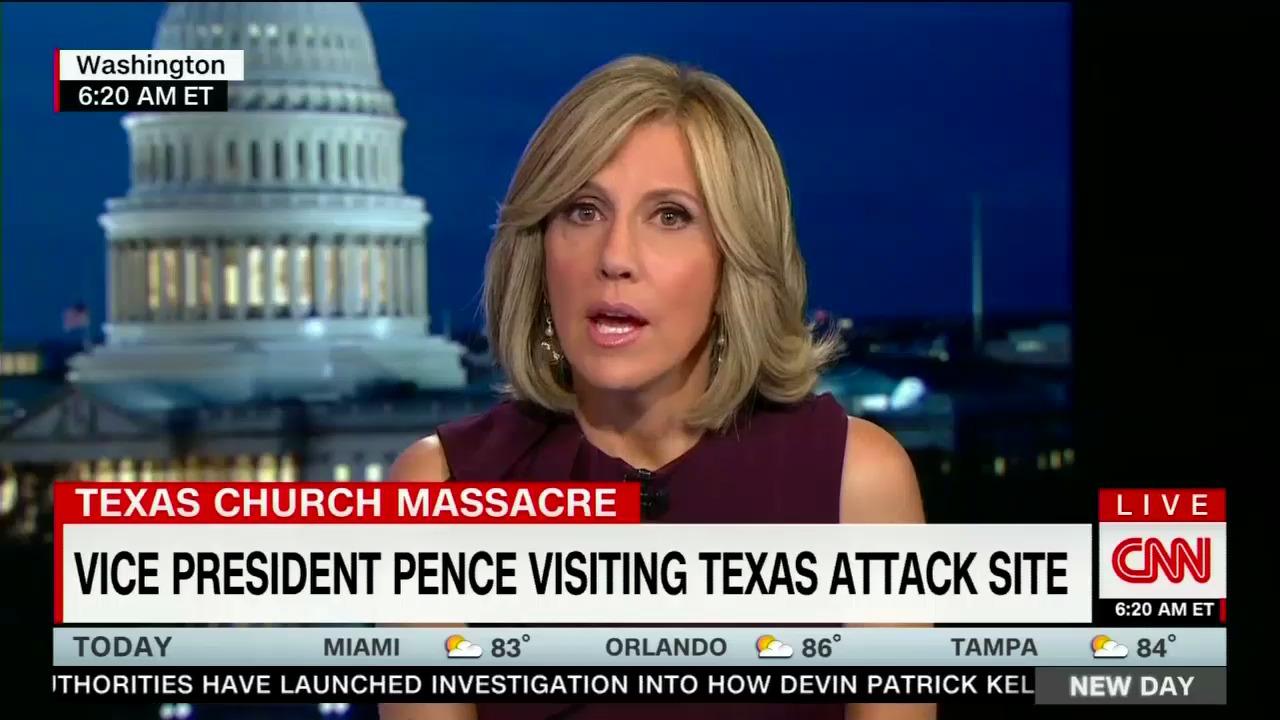 Washington
6:20 AM ET
TEXAS CHURCH MASSACRE
VICE PRESIDENT PENCE VISITING TEXAS ATTACK SITE
LIVE
CNN
6:20 AM ET
TODAY MIAMI 83° ORLANDO 86° TAMPA 84°
UTHORITIES HAVE LAUNCHED INVESTIGATION INTO HOW DEVIN PATRICK KEL
NEW DAY